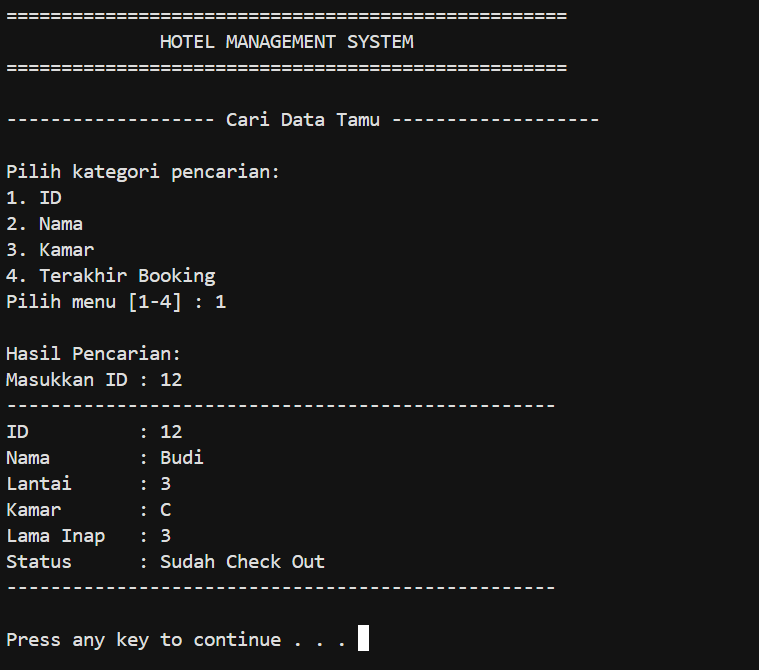 ===================================================
HOTEL MANAGEMENT SYSTEM
===================================================
------------------- Cari Data Tamu -------------------
Pilih kategori pencarian:
1. ID
2. Nama
3. Kamar
4. Terakhir Booking
Pilih menu [1-4] : 1
Hasil Pencarian:
Masukkan ID : 12
--------------------------------------------------
ID : 12
Nama : Budi
Lantai : 3
Kamar : C
Lama Inap : 3
Status : Sudah Check Out
--------------------------------------------------
Press any key to continue . . .